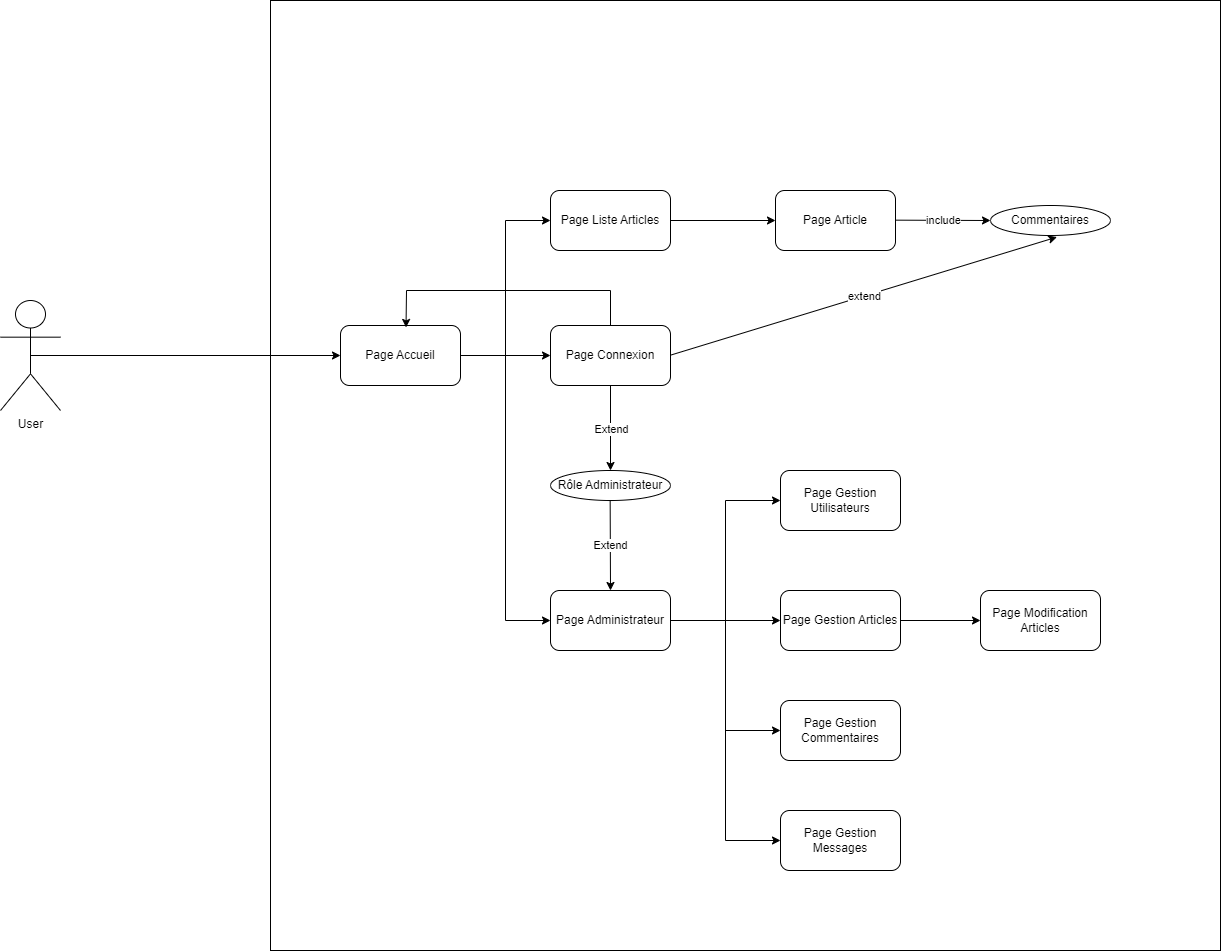 Page Liste Articles
Page Article
include
Commentaires
extend
User
Page Accueil
Page Connexion
Extend
Rôle Administrateur
Extend
Page Administrateur
Page Gestion
Utilisateurs
Page Gestion Articles
Page Modification
Articles
Page Gestion
Commentaires
Page Gestion
Messages